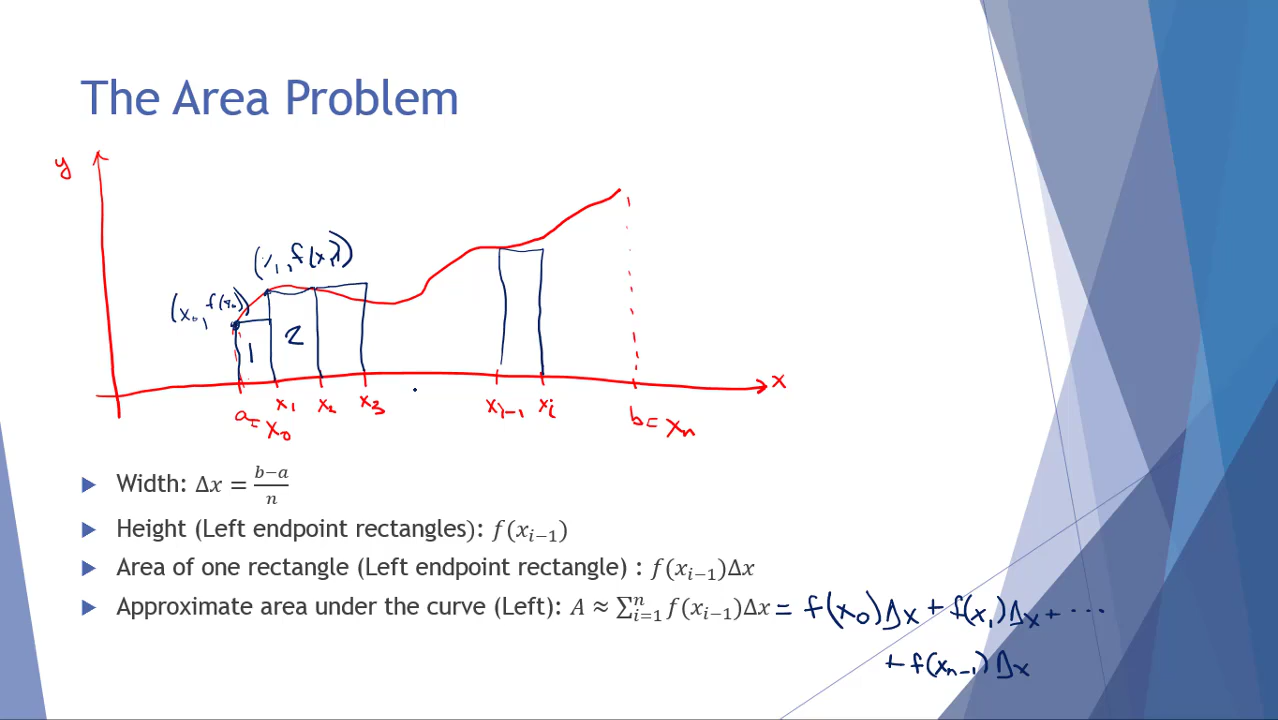 The Area Problem
y
(x₁, f(x₁))
(x₀, f(x₀))
1
2
x
x₁ x₂ x₃ xᵢ₋₁ xᵢ
a = x₀
b = xₙ
Width: Δx = (b−a)/n
Height (Left endpoint rectangles): f(xᵢ₋₁)
Area of one rectangle (Left endpoint rectangle) : f(xᵢ₋₁)Δx
Approximate area under the curve (Left): A ≈ ∑ⁿᵢ₌₁ f(xᵢ₋₁)Δx = f(x₀)Δx + f(x₁)Δx + ···
+ f(xₙ₋₁)Δx